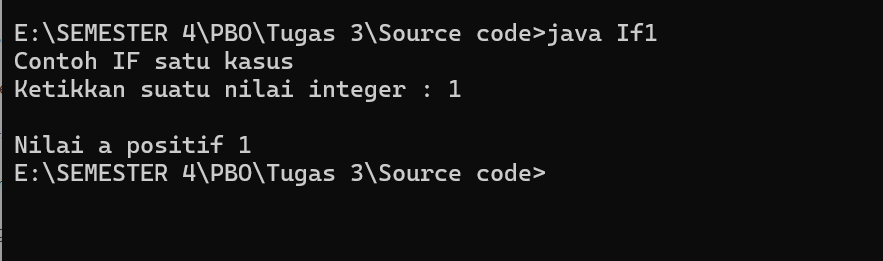 E:\SEMESTER 4\PBO\Tugas 3\Source code>java If1
Contoh IF satu kasus
Ketikkan suatu nilai integer : 1
Nilai a positif 1
E:\SEMESTER 4\PBO\Tugas 3\Source code>